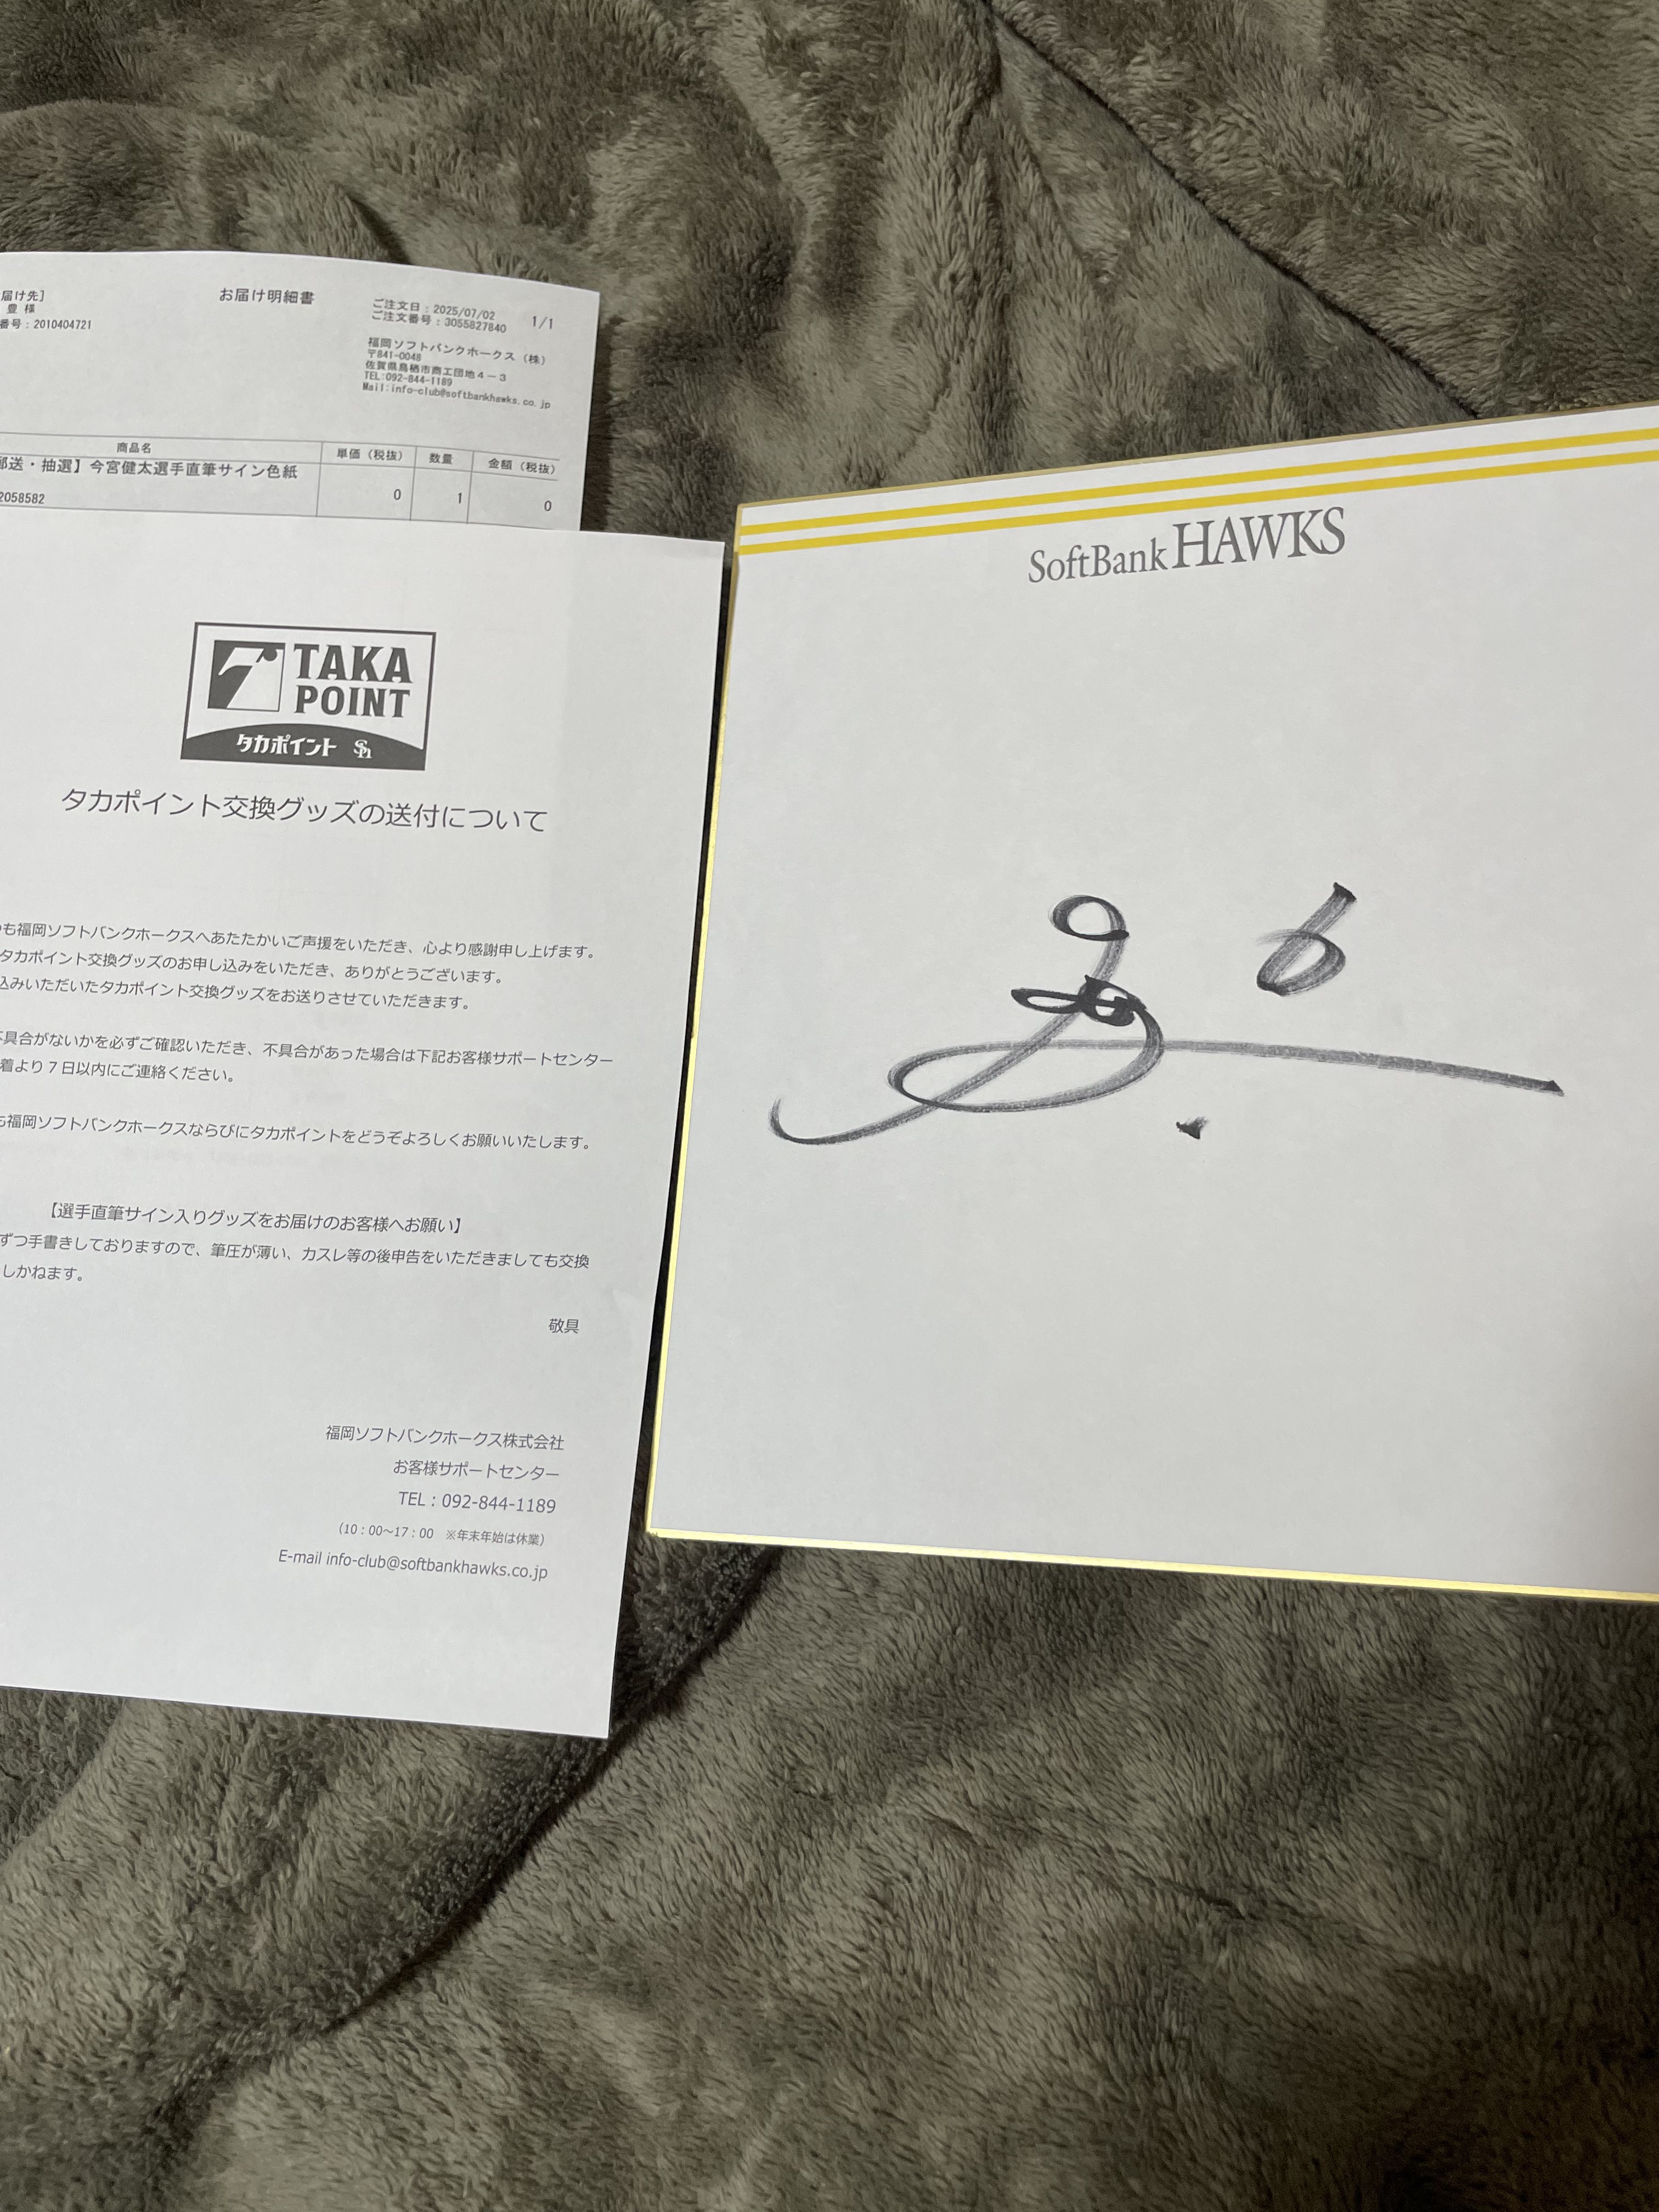 届け先]
豊 様
番号：2010404721
お届け明細書
ご注文日：2025/07/02
ご注文番号：3055827840
1/1
福岡ソフトバンクホークス（株）
〒841-0048
佐賀県鳥栖市商工団地４－３
TEL:092-844-1189
Mail:info-club@softbankhawks.co.jp
商品名 単価（税抜） 数量 金額（税抜）
郵送・抽選】今宮健太選手直筆サイン色紙
2058582 0 1 0
TAKA
POINT
タカポイント
タカポイント交換グッズの送付について
も福岡ソフトバンクホークスへあたたかいご声援をいただき、心より感謝申し上げます。
タカポイント交換グッズのお申し込みをいただき、ありがとうございます。
込みいただいたタカポイント交換グッズをお送りさせていただきます。
不具合がないかを必ずご確認いただき、不具合があった場合は下記お客様サポートセンター
着より７日以内にご連絡ください。
も福岡ソフトバンクホークスならびにタカポイントをどうぞよろしくお願いいたします。
【選手直筆サイン入りグッズをお届けのお客様へお願い】
ずつ手書きしておりますので、筆圧が薄い、カスレ等の後申告をいただきましても交換
しかねます。
敬具
福岡ソフトバンクホークス株式会社
お客様サポートセンター
TEL：092-844-1189
（10：00～17：00 ※年末年始は休業）
E-mail info-club@softbankhawks.co.jp
SoftBank HAWKS
6